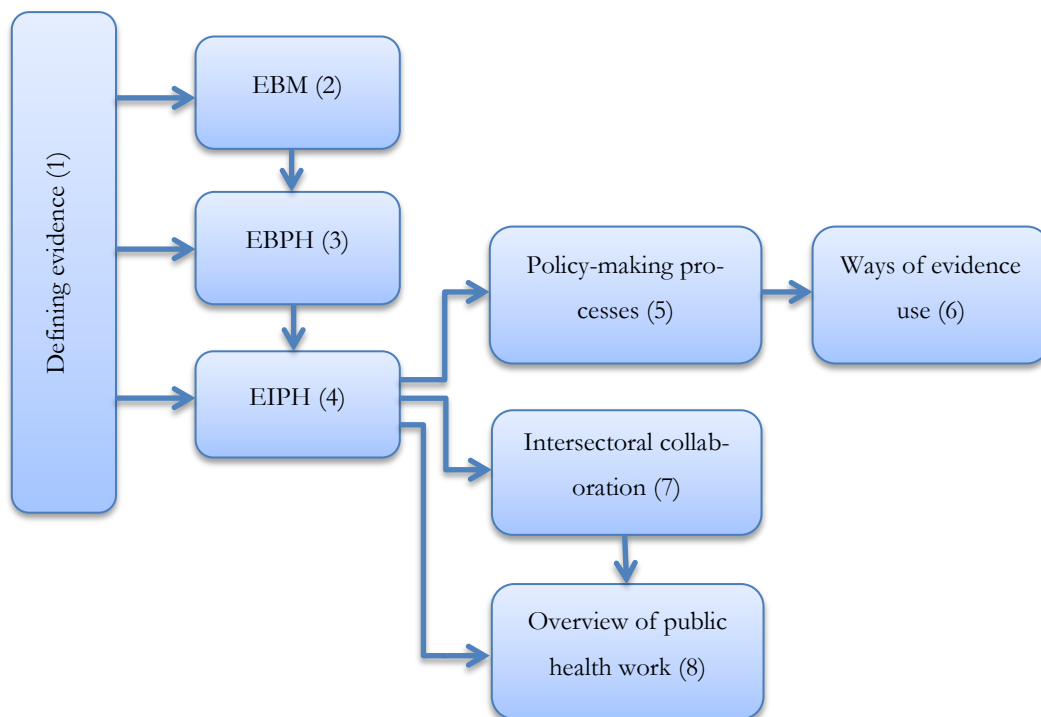 Defining evidence (1)
EBM (2)
EBPH (3)
EIPH (4)
Policy-making pro-
cesses (5)
Ways of evidence
use (6)
Intersectoral collab-
oration (7)
Overview of public
health work (8)